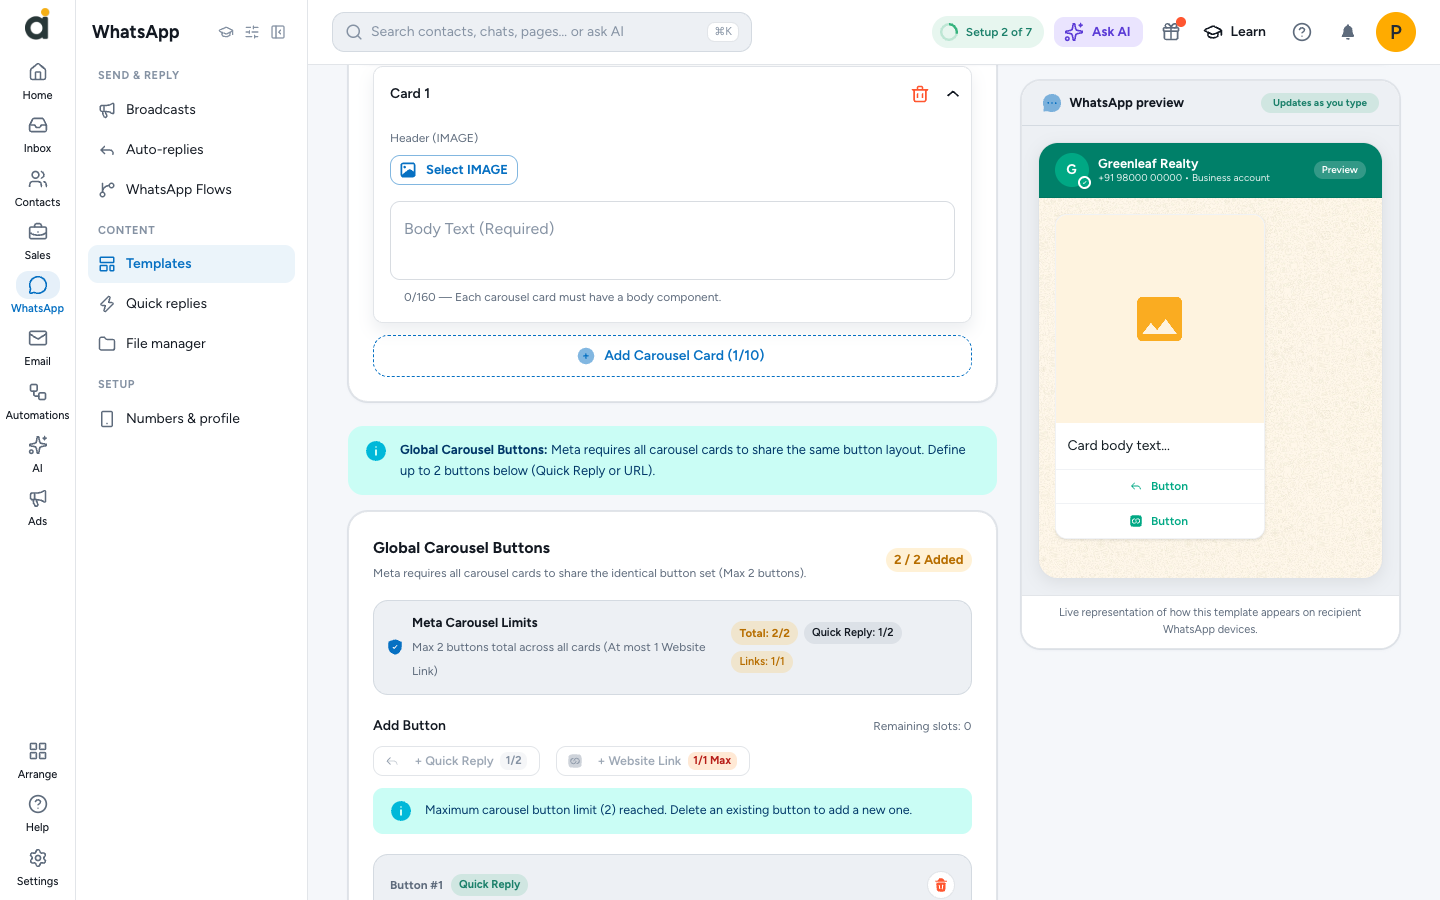 Home
Inbox
Contacts
Sales
WhatsApp
Email
Automations
AI
Ads
Arrange
Help
Settings
WhatsApp
SEND & REPLY
Broadcasts
Auto-replies
WhatsApp Flows
CONTENT
Templates
Quick replies
File manager
SETUP
Numbers & profile
Search contacts, chats, pages... or ask AI
⌘K
Setup 2 of 7
Ask AI
Learn
P
Card 1
Header (IMAGE)
Select IMAGE
Body Text (Required)
0/160 — Each carousel card must have a body component.
Add Carousel Card (1/10)
Global Carousel Buttons: Meta requires all carousel cards to share the same button layout. Define
up to 2 buttons below (Quick Reply or URL).
Global Carousel Buttons
Meta requires all carousel cards to share the identical button set (Max 2 buttons).
2 / 2 Added
Meta Carousel Limits
Max 2 buttons total across all cards (At most 1 Website
Link)
Total: 2/2
Quick Reply: 1/2
Links: 1/1
Add Button
Remaining slots: 0
+ Quick Reply 1/2
+ Website Link 1/1 Max
Maximum carousel button limit (2) reached. Delete an existing button to add a new one.
Button #1
Quick Reply
WhatsApp preview
Updates as you type
G
Greenleaf Realty
+91 98000 00000 • Business account
Preview
Card body text...
Button
Button
Live representation of how this template appears on recipient
WhatsApp devices.